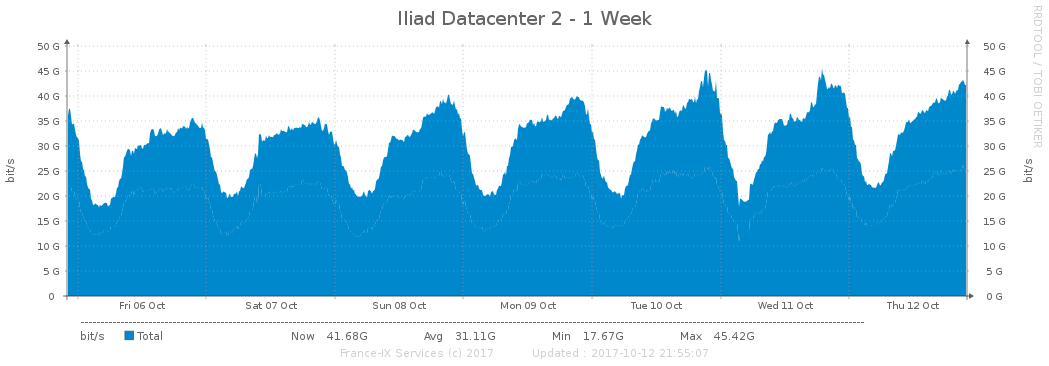 Iliad Datacenter 2 - 1 Week
RRDTOOL / TOBI OETIKER
50 G 50 G
45 G 45 G
40 G 40 G
35 G 35 G
30 G 30 G
25 G 25 G
20 G 20 G
15 G 15 G
10 G 10 G
5 G 5 G
0 0 G
bit/s bit/s
Fri 06 Oct Sat 07 Oct Sun 08 Oct Mon 09 Oct Tue 10 Oct Wed 11 Oct Thu 12 Oct
bit/s Total Now 41.68G Avg 31.11G Min 17.67G Max 45.42G
France-IX Services (c) 2017 Updated : 2017-10-12 21:55:07